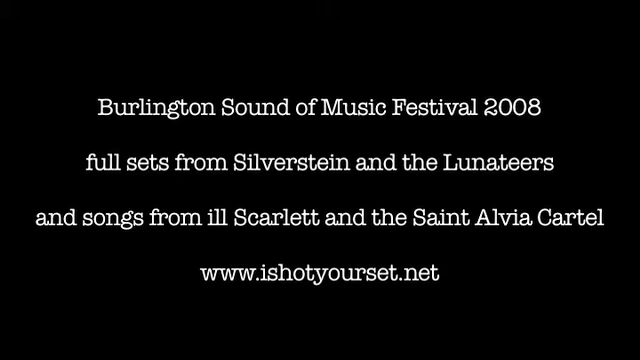 Burlington Sound of Music Festival 2008
full sets from Silverstein and the Lunateers
and songs from ill Scarlett and the Saint Alvia Cartel
www.ishotyourset.net